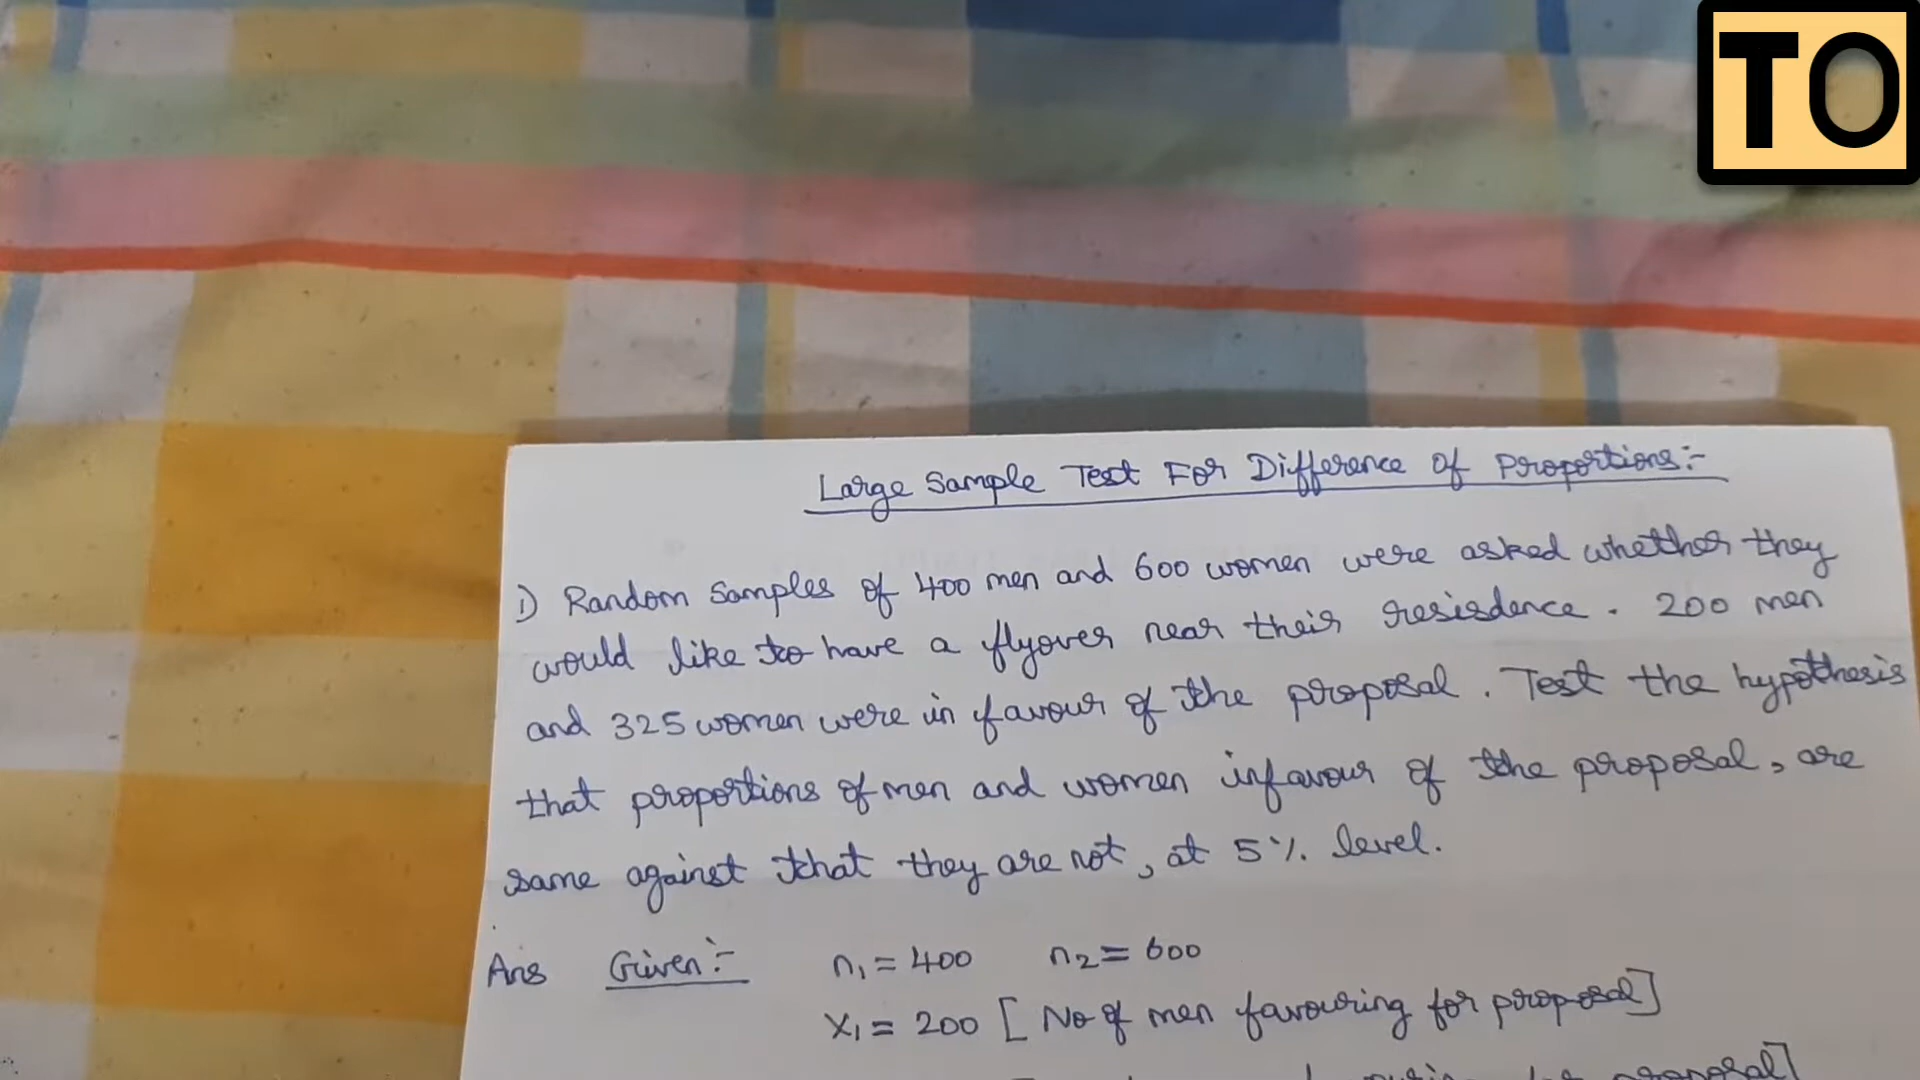 TO
Large Sample Test For Difference Of Proportions:-
1) Random Samples of 400 men and 600 women were asked whether they
would like to have a flyover near their resisdence. 200 men
and 325 women were in favour of the proposal. Test the hypothesis
that proportions of men and women infavour of the proposal, are
same against that they are not, at 5%. level.
Ans Given:- n₁ = 400 n₂ = 600
X₁ = 200 [No of men favouring for proposal]
for proposal]